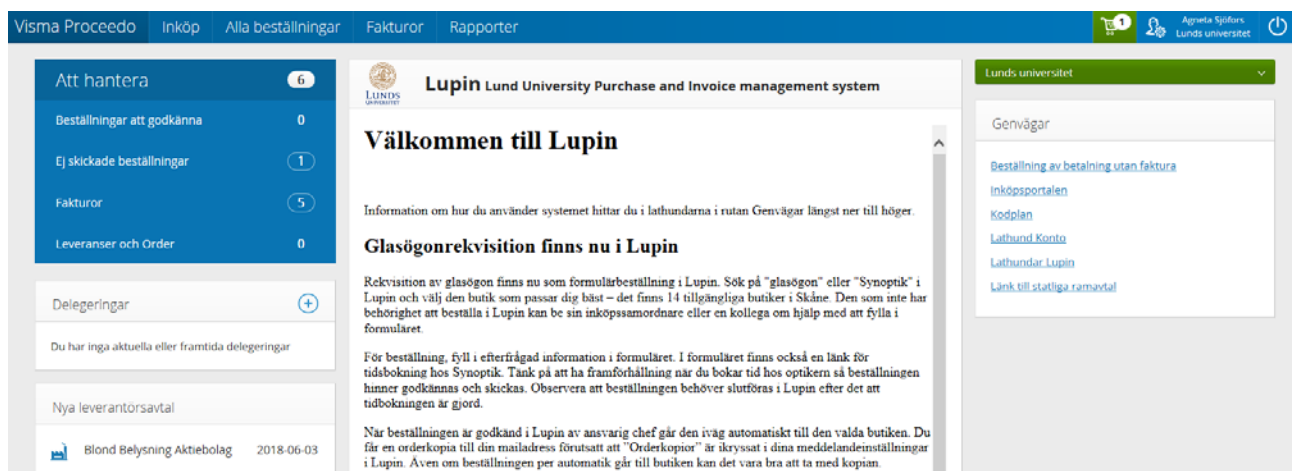 Visma Proceedo Inköp Alla beställningar Fakturor Rapporter 1 Agneta Sjöfors
Lunds universitet
Att hantera 6
Beställningar att godkänna 0
Ej skickade beställningar 1
Fakturor 5
Leveranser och Order 0
Delegeringar
Du har inga aktuella eller framtida delegeringar
Nya leverantörsavtal
Blond Belysning Aktiebolag 2018-06-03
LUNDS
UNIVERSITET
Lupin Lund University Purchase and Invoice management system
Välkommen till Lupin
Information om hur du använder systemet hittar du i lathundarna i rutan Genvägar längst ner till höger.
Glasögonrekvisition finns nu i Lupin
Rekvisition av glasögon finns nu som formulärbeställning i Lupin. Sök på "glasögon" eller "Synoptik" i
Lupin och välj den butik som passar dig bäst – det finns 14 tillgängliga butiker i Skåne. Den som inte har
behörighet att beställa i Lupin kan be sin inköpssamordnare eller en kollega om hjälp med att fylla i
formuläret.
För beställning, fyll i efterfrågad information i formuläret. I formuläret finns också en länk för
tidsbokning hos Synoptik. Tänk på att ha framförhållning när du bokar tid hos optikern så beställningen
hinner godkännas och skickas. Observera att beställningen behöver slutföras i Lupin efter det att
tidbokningen är gjord.
När beställningen är godkänd i Lupin av ansvarig chef går den iväg automatiskt till den valda butiken. Du
får en orderkopia till din mailadress förutsatt att "Orderkopior" är ikryssat i dina meddelandeinställningar
i Lupin. Även om beställningen per automatik går till butiken kan det vara bra att ta med kopian.
Lunds universitet
Genvägar
Beställning av betalning utan faktura
Inköpsportalen
Kodplan
Lathund Konto
Lathundar Lupin
Länk till statliga ramavtal